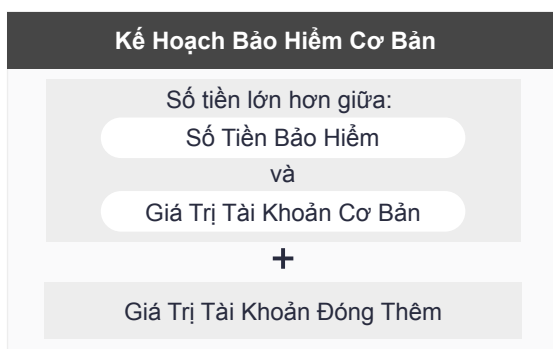 Kế Hoạch Bảo Hiểm Cơ Bản
Số tiền lớn hơn giữa:
Số Tiền Bảo Hiểm
và
Giá Trị Tài Khoản Cơ Bản
+
Giá Trị Tài Khoản Đóng Thêm